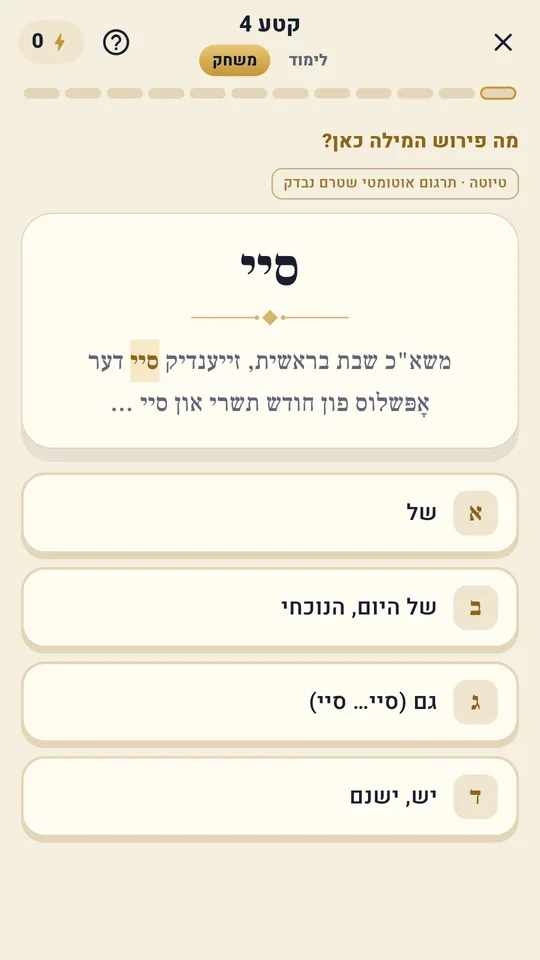 קטע 4
0
לימוד
משחק
מה פירוש המילה כאן?
טיוטה · תרגום אוטומטי שטרם נבדק
סיי
משא"כ שבת בראשית, זייענדיק סיי דער
אָפּשלוס פון חודש תשרי און סיי ...
א של
ב של היום, הנוכחי
ג גם (סיי... סיי)
ד יש, ישנם